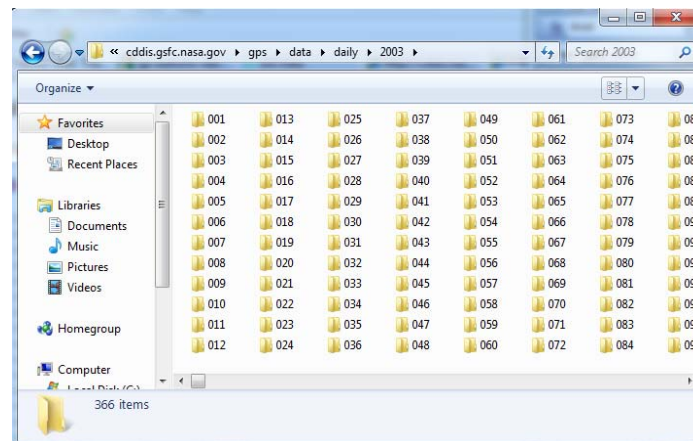 « cddis.gsfc.nasa.gov ▸ gps ▸ data ▸ daily ▸ 2003 ▸ Search 2003
Organize
Favorites
Desktop
Recent Places
Libraries
Documents
Music
Pictures
Videos
Homegroup
Computer
001 013 025 037 049 061 073
002 014 026 038 050 062 074
003 015 027 039 051 063 075
004 016 028 040 052 064 076
005 017 029 041 053 065 077
006 018 030 042 054 066 078
007 019 031 043 055 067 079
008 020 032 044 056 068 080
009 021 033 045 057 069 081
010 022 034 046 058 070 082
011 023 035 047 059 071 083
012 024 036 048 060 072 084
366 items